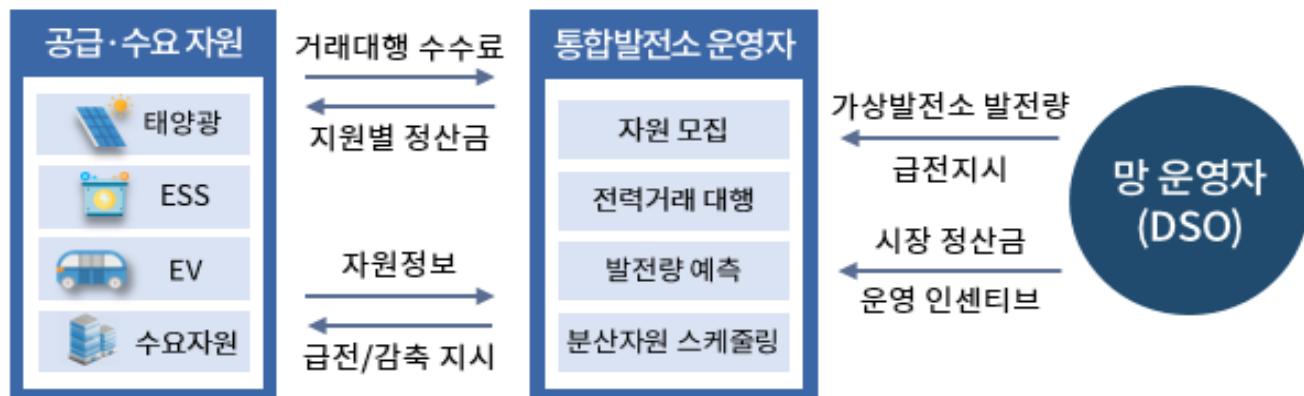 공급·수요 자원
태양광
ESS
EV
수요자원
거래대행 수수료
지원별 정산금
자원정보
급전/감축 지시
통합발전소 운영자
자원 모집
전력거래 대행
발전량 예측
분산자원 스케줄링
가상발전소 발전량
급전지시
시장 정산금
운영 인센티브
망 운영자
(DSO)